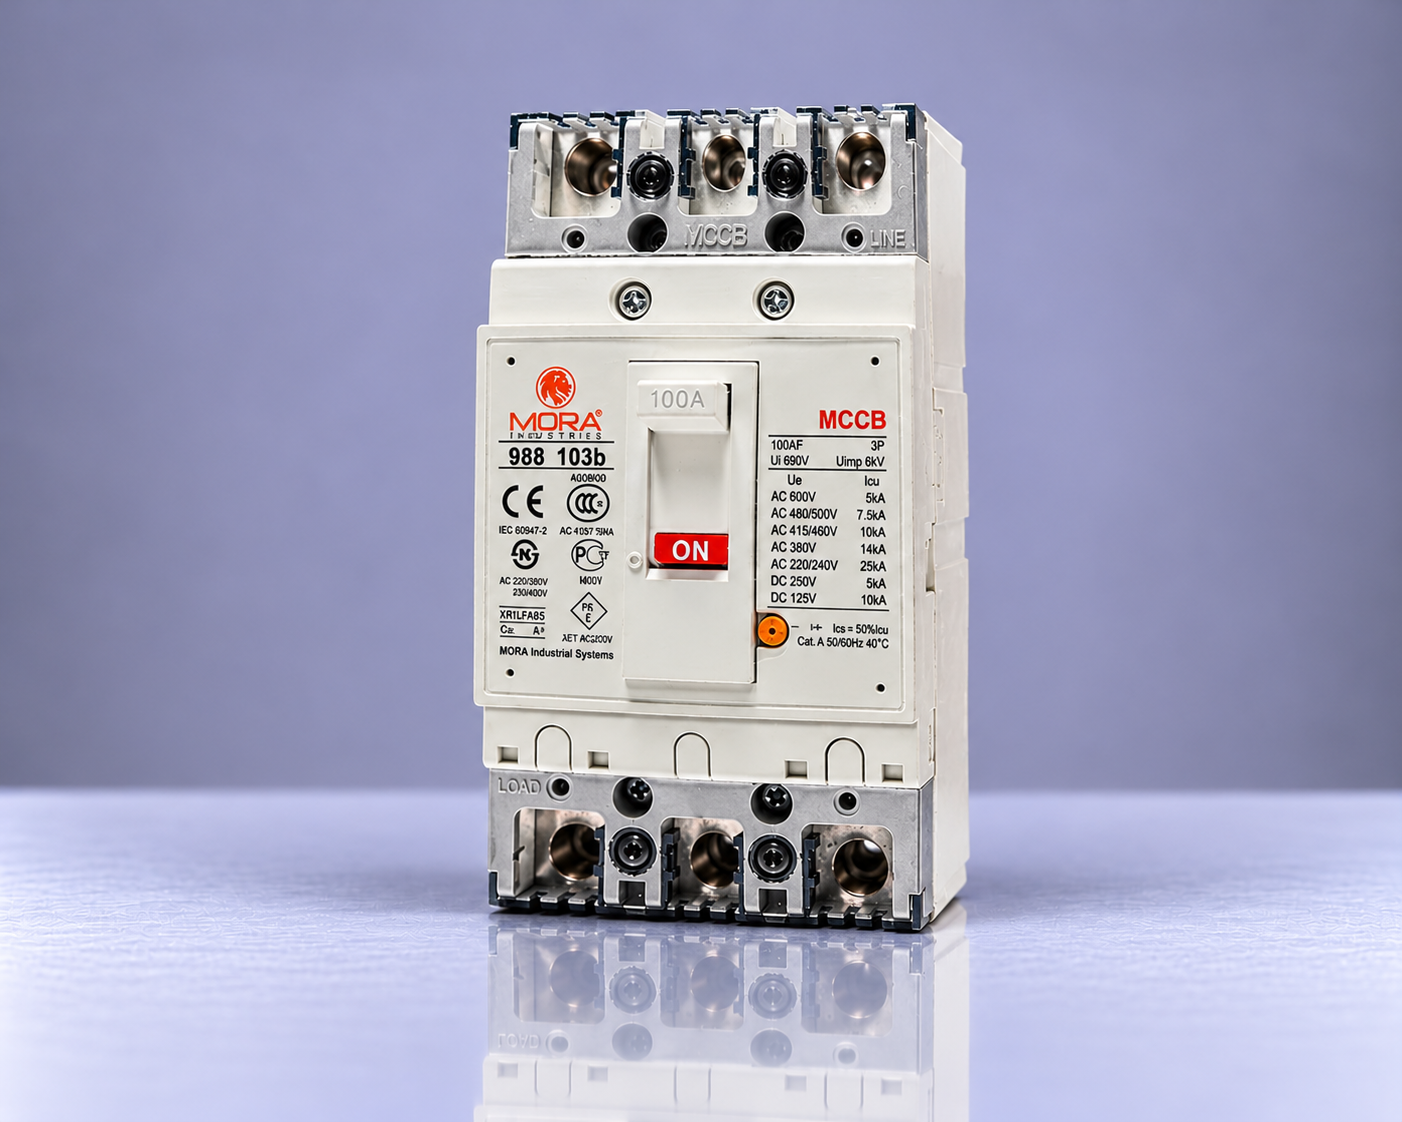 MCCB
LINE
100A
MORA®
INDUSTRIES
988 103b
CE
IEC 60947-2
AC 220/380V
230/400V
XR1LFA85
MORA Industrial Systems
ON
MCCB
100AF 3P
Ui 690V Uimp 6kV
Ue Icu
AC 600V 5kA
AC 480/500V 7.5kA
AC 415/460V 10kA
AC 380V 14kA
AC 220/240V 25kA
DC 250V 5kA
DC 125V 10kA
Ics = 50%Icu
Cat. A 50/60Hz 40°C
LOAD